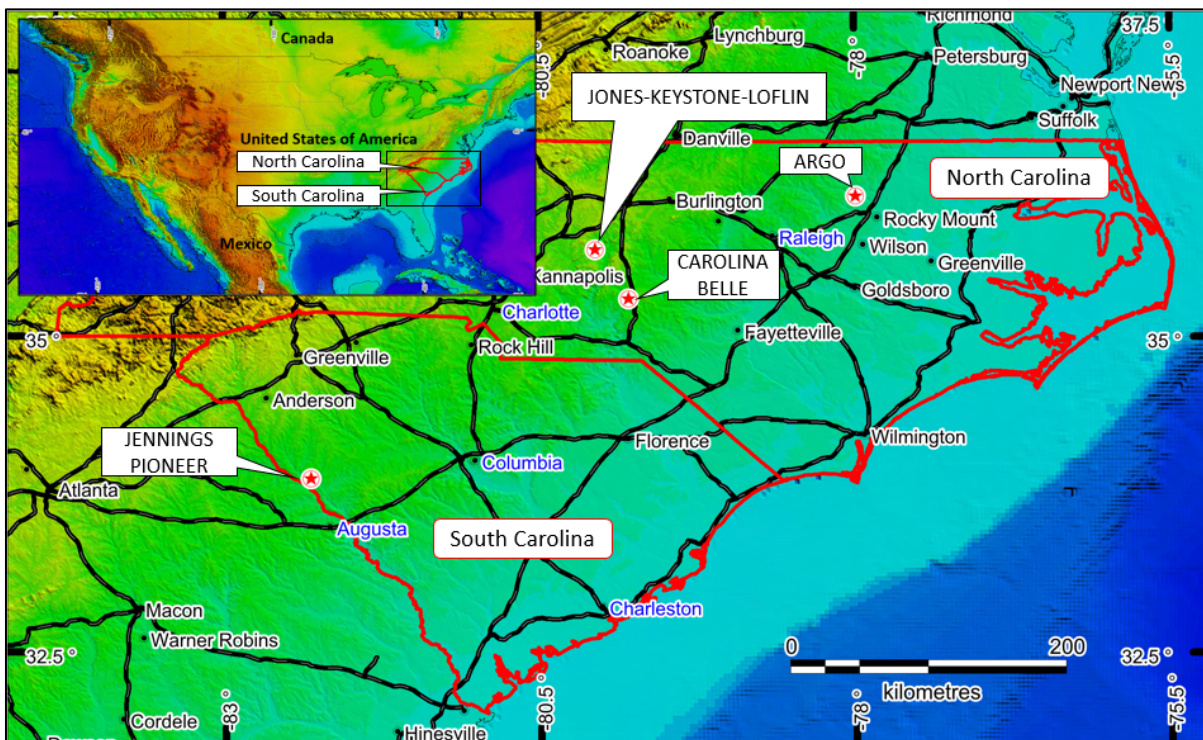 Canada
United States of America
North Carolina
South Carolina
Mexico
-80.5
-78
Richmond
37.5
-75.5
Roanoke
Lynchburg
Petersburg
Newport News
Suffolk
JONES-KEYSTONE-LOFLIN
Danville
ARGO
North Carolina
Burlington
Rocky Mount
Raleigh
Wilson
Greenville
Kannapolis
CAROLINA
BELLE
Goldsboro
Charlotte
Fayetteville
35 °
35 °
Rock Hill
Greenville
Anderson
JENNINGS
PIONEER
Florence
Wilmington
Columbia
Atlanta
Augusta
South Carolina
Macon
Charleston
Warner Robins
32.5 °
0
200
32.5 °
kilometres
-83
-80.5
-78
-75.5
Cordele
Hinesville